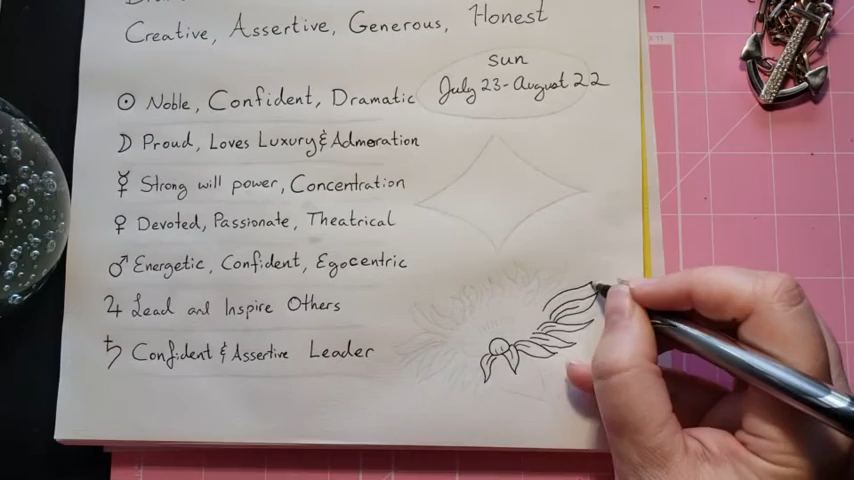 Creative, Assertive, Generous, Honest
sun
July 23-August 22
☉ Noble, Confident, Dramatic
☽ Proud, Loves Luxury & Admoration
☿ Strong will power, Concentration
♀ Devoted, Passionate, Theatrical
♂ Energetic, Confident, Egocentric
♃ Lead and Inspire Others
♄ Confident & Assertive Leader